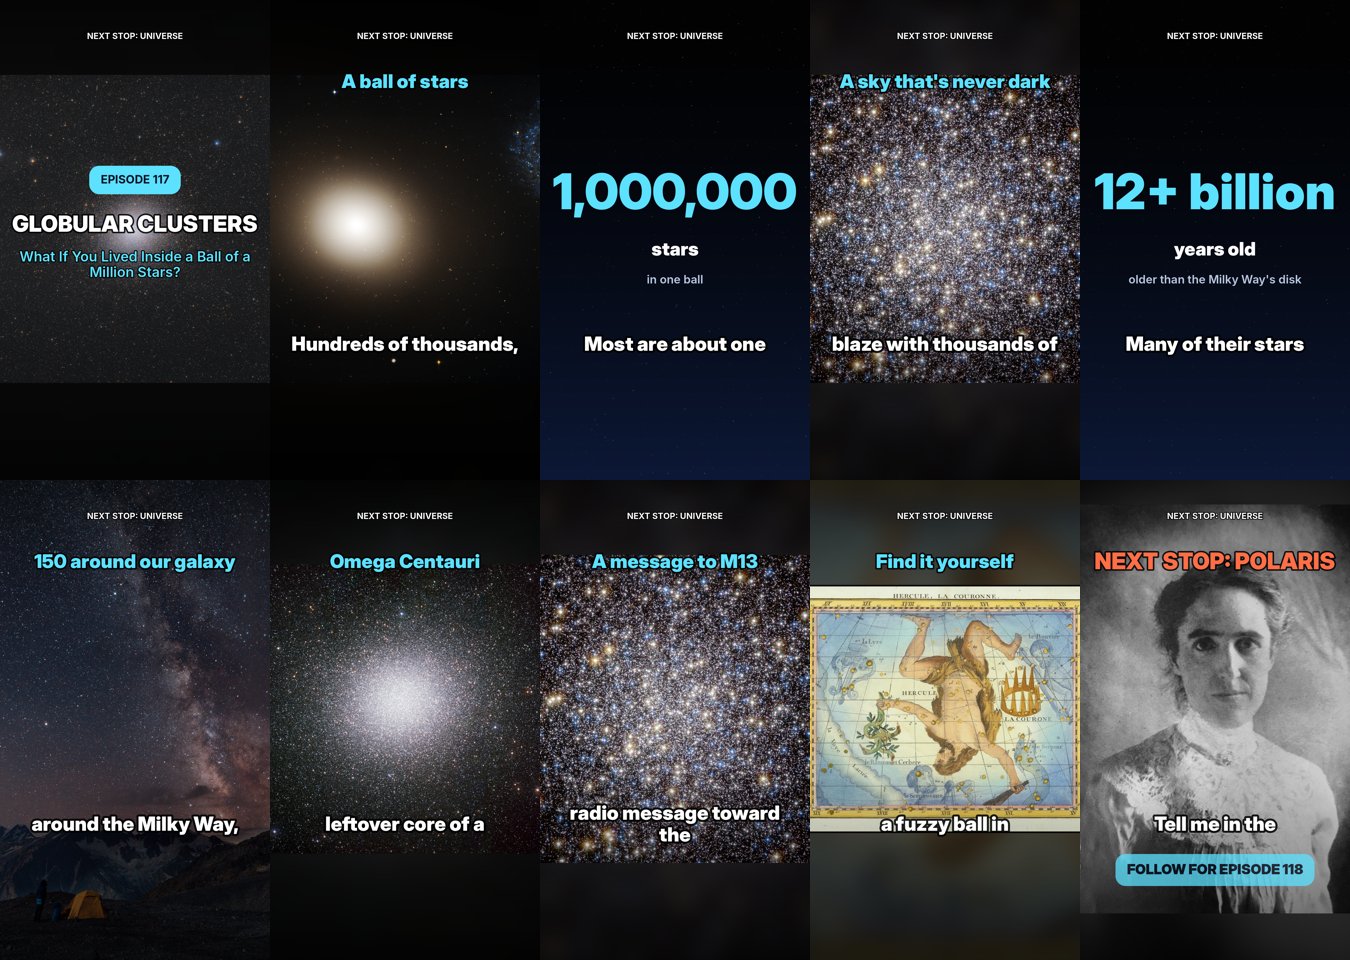 NEXT STOP: UNIVERSE
EPISODE 117
GLOBULAR CLUSTERS
What If You Lived Inside a Ball of a
Million Stars?
NEXT STOP: UNIVERSE
A ball of stars
Hundreds of thousands,
NEXT STOP: UNIVERSE
1,000,000
stars
in one ball
Most are about one
NEXT STOP: UNIVERSE
A sky that's never dark
blaze with thousands of
NEXT STOP: UNIVERSE
12+ billion
years old
older than the Milky Way's disk
Many of their stars
NEXT STOP: UNIVERSE
150 around our galaxy
around the Milky Way,
NEXT STOP: UNIVERSE
Omega Centauri
leftover core of a
NEXT STOP: UNIVERSE
A message to M13
radio message toward
the
NEXT STOP: UNIVERSE
Find it yourself
HERCULE, LA COURONNE.
HERCULE
LA COURONNE
a fuzzy ball in
NEXT STOP: UNIVERSE
NEXT STOP: POLARIS
Tell me in the
FOLLOW FOR EPISODE 118